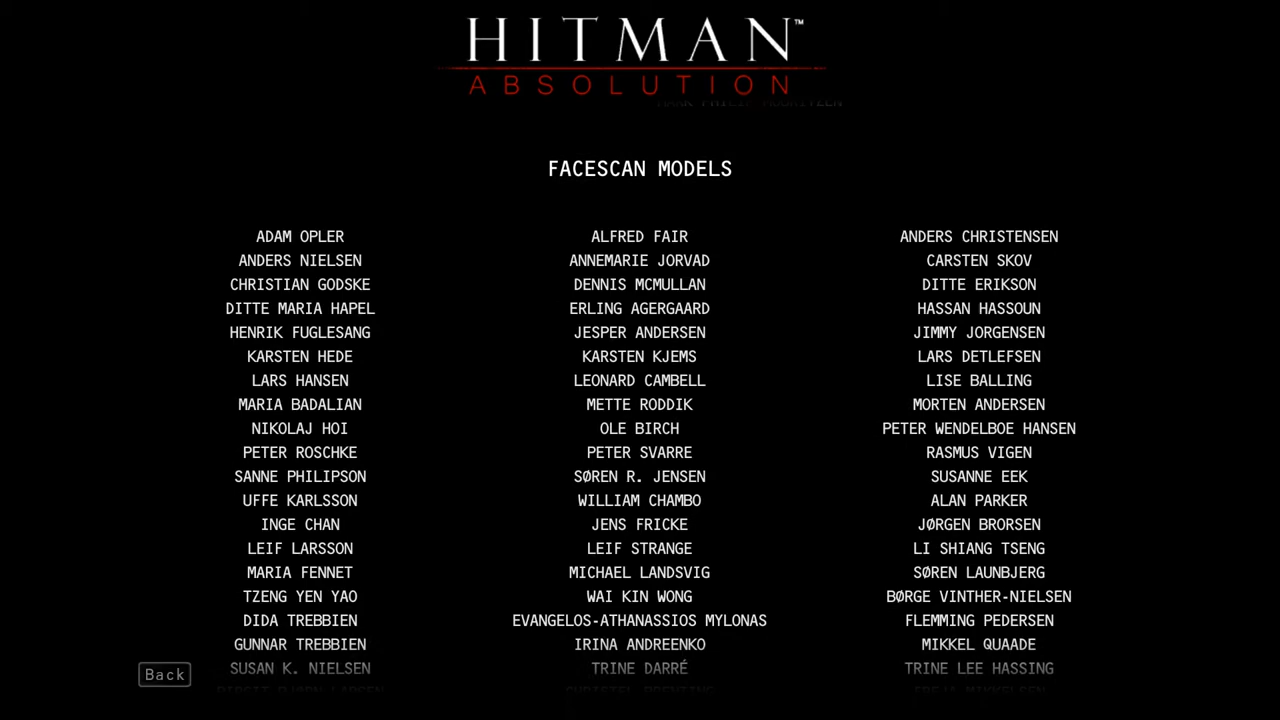 HITMAN™
ABSOLUTION
FACESCAN MODELS
ADAM OPLER ALFRED FAIR ANDERS CHRISTENSEN
ANDERS NIELSEN ANNEMARIE JORVAD CARSTEN SKOV
CHRISTIAN GODSKE DENNIS MCMULLAN DITTE ERIKSON
DITTE MARIA HAPEL ERLING AGERGAARD HASSAN HASSOUN
HENRIK FUGLESANG JESPER ANDERSEN JIMMY JORGENSEN
KARSTEN HEDE KARSTEN KJEMS LARS DETLEFSEN
LARS HANSEN LEONARD CAMBELL LISE BALLING
MARIA BADALIAN METTE RODDIK MORTEN ANDERSEN
NIKOLAJ HOI OLE BIRCH PETER WENDELBOE HANSEN
PETER ROSCHKE PETER SVARRE RASMUS VIGEN
SANNE PHILIPSON SØREN R. JENSEN SUSANNE EEK
UFFE KARLSSON WILLIAM CHAMBO ALAN PARKER
INGE CHAN JENS FRICKE JØRGEN BRORSEN
LEIF LARSSON LEIF STRANGE LI SHIANG TSENG
MARIA FENNET MICHAEL LANDSVIG SØREN LAUNBJERG
TZENG YEN YAO WAI KIN WONG BØRGE VINTHER-NIELSEN
DIDA TREBBIEN EVANGELOS-ATHANASSIOS MYLONAS FLEMMING PEDERSEN
GUNNAR TREBBIEN IRINA ANDREENKO MIKKEL QUAADE
SUSAN K. NIELSEN TRINE DARRÉ TRINE LEE HASSING
Back